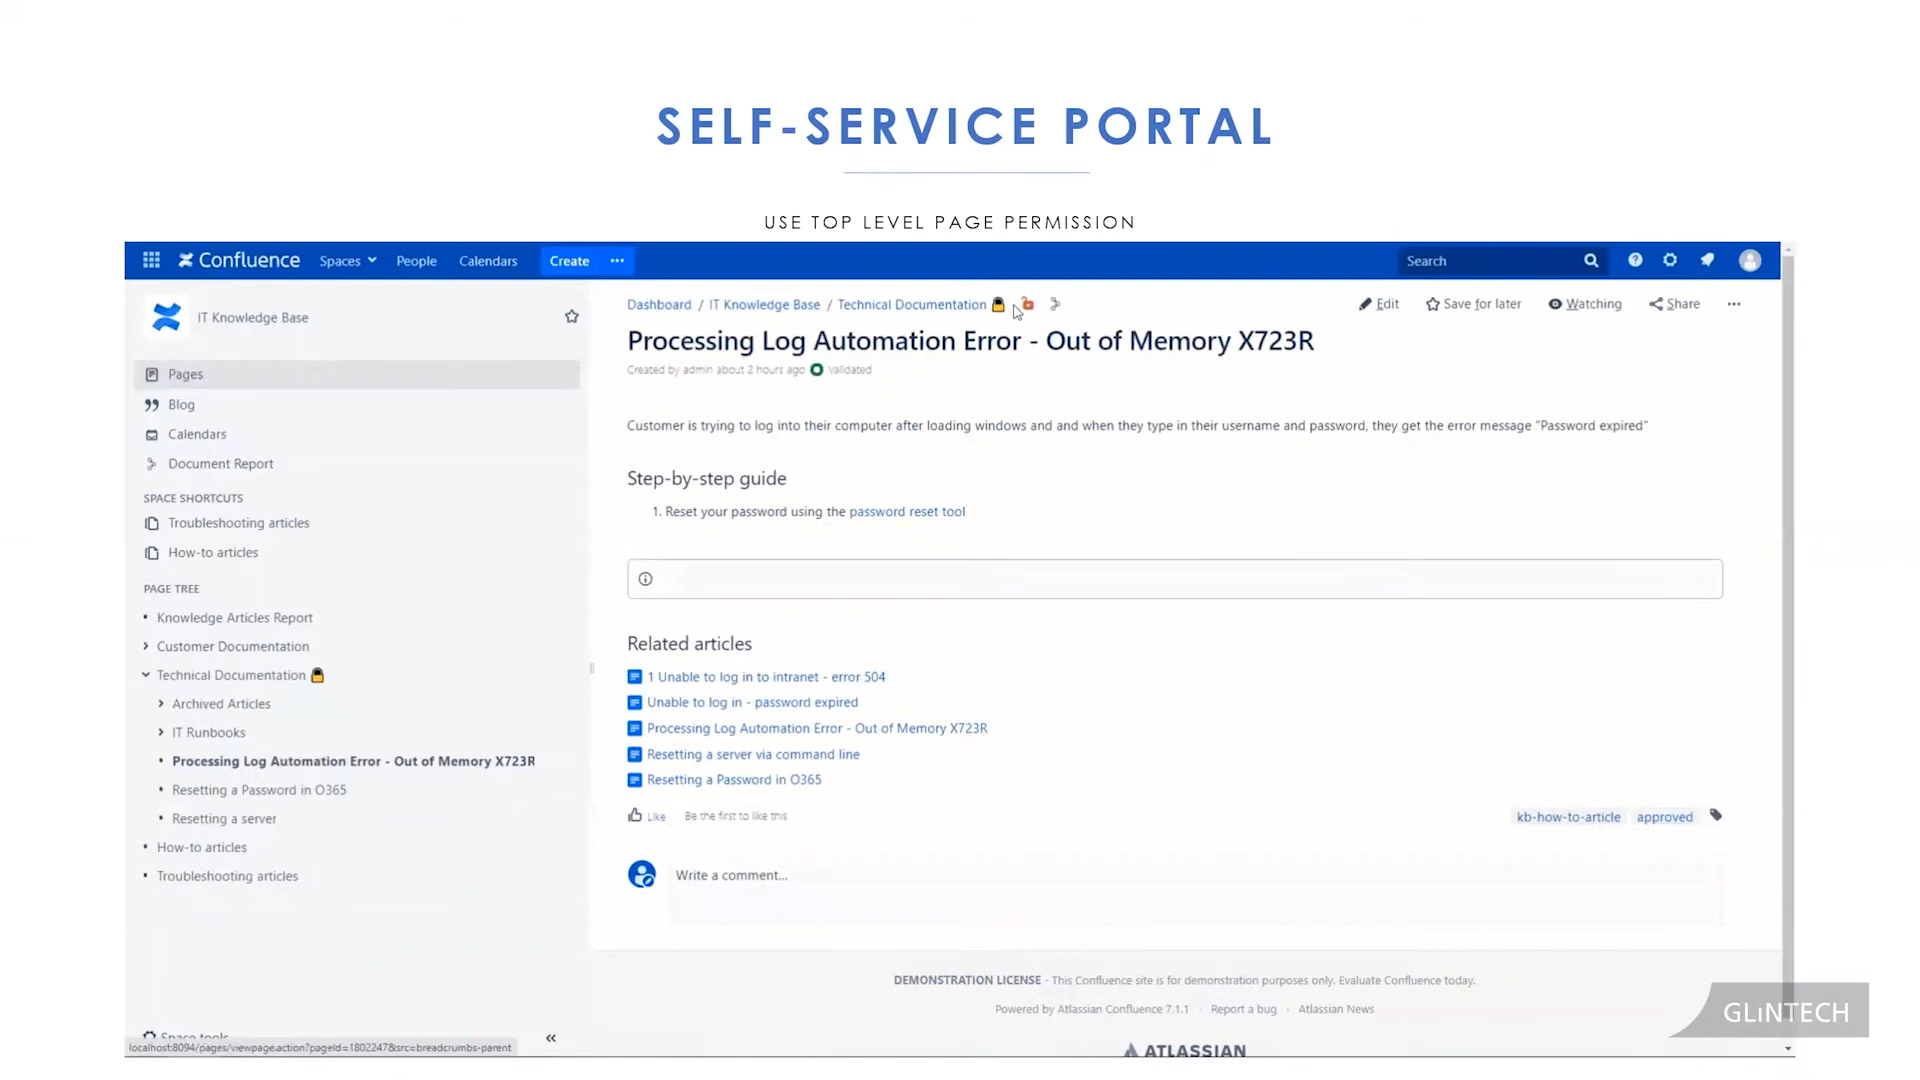 SELF-SERVICE PORTAL
USE TOP LEVEL PAGE PERMISSION
Confluence Spaces People Calendars Create ··· Search
IT Knowledge Base
Pages
Blog
Calendars
Document Report
SPACE SHORTCUTS
Troubleshooting articles
How-to articles
PAGE TREE
Knowledge Articles Report
Customer Documentation
Technical Documentation
Archived Articles
IT Runbooks
Processing Log Automation Error - Out of Memory X723R
Resetting a Password in O365
Resetting a server
How-to articles
Troubleshooting articles
Space tools
localhost:8094/pages/viewpage.action?pageId=1802247&src=breadcrumbs-parent
Dashboard / IT Knowledge Base / Technical Documentation
Edit Save for later Watching Share ···
Processing Log Automation Error - Out of Memory X723R
Created by admin about 2 hours ago Validated
Customer is trying to log into their computer after loading windows and and when they type in their username and password, they get the error message "Password expired"
Step-by-step guide
1. Reset your password using the password reset tool
Related articles
1 Unable to log in to intranet - error 504
Unable to log in - password expired
Processing Log Automation Error - Out of Memory X723R
Resetting a server via command line
Resetting a Password in O365
Like Be the first to like this
kb-how-to-article approved
Write a comment...
DEMONSTRATION LICENSE - This Confluence site is for demonstration purposes only. Evaluate Confluence today.
Powered by Atlassian Confluence 7.1.1 · Report a bug · Atlassian News
ATLASSIAN
GLiNTECH